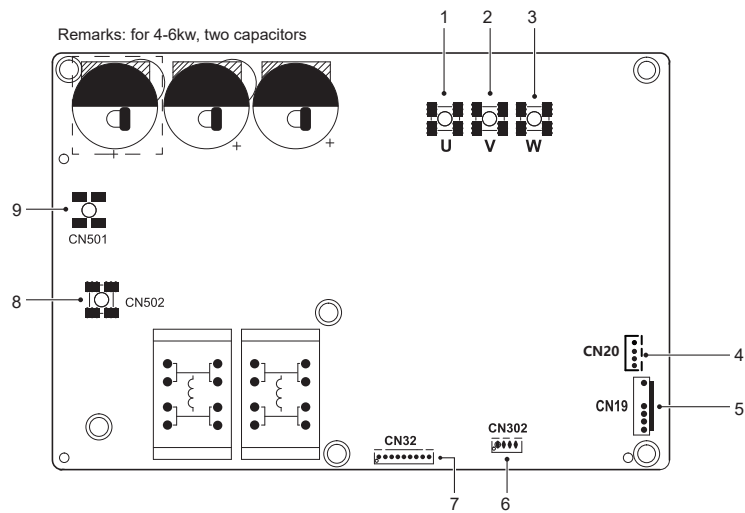 Remarks: for 4-6kw, two capacitors
1 2 3
+ + +
U V W
9
CN501
8 CN502
CN20 4
CN19 5
CN32 CN302
7 6